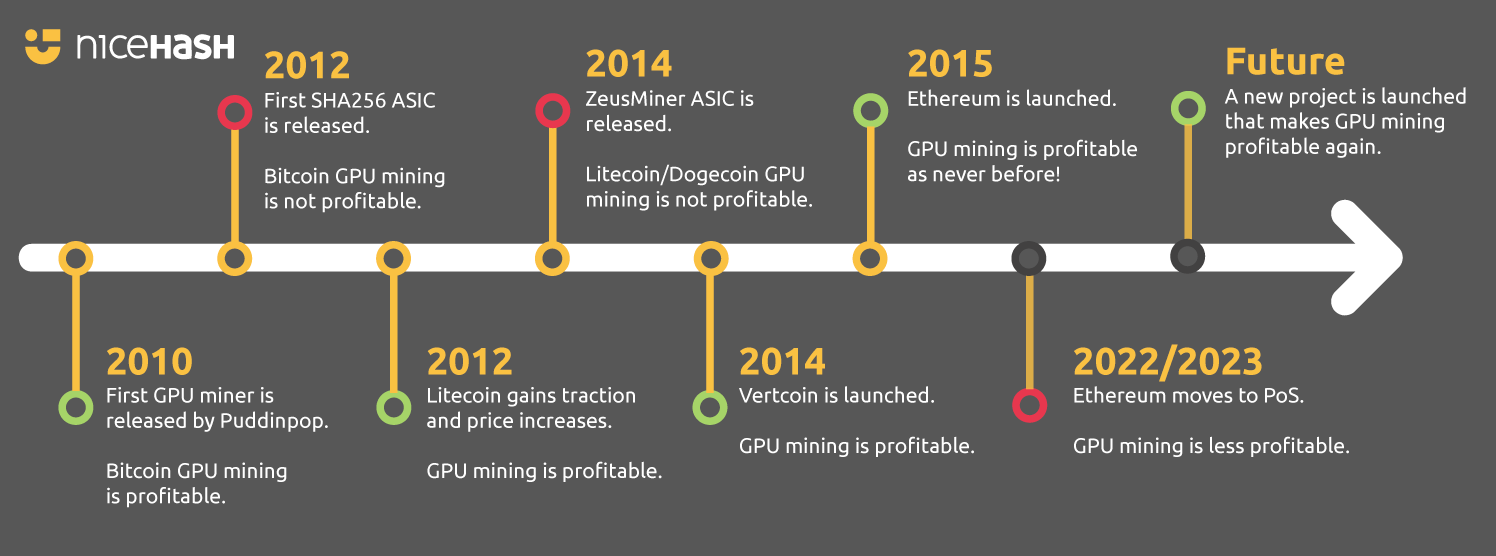 nıceHaSH
2012
First SHA256 ASIC
is released.
Bitcoin GPU mining
is not profitable.
2014
ZeusMiner ASIC is
released.
Litecoin/Dogecoin GPU
mining is not profitable.
2015
Ethereum is launched.
GPU mining is profitable
as never before!
Future
A new project is launched
that makes GPU mining
profitable again.
2010
First GPU miner is
released by Puddinpop.
Bitcoin GPU mining
is profitable.
2012
Litecoin gains traction
and price increases.
GPU mining is profitable.
2014
Vertcoin is launched.
GPU mining is profitable.
2022/2023
Ethereum moves to PoS.
GPU mining is less profitable.